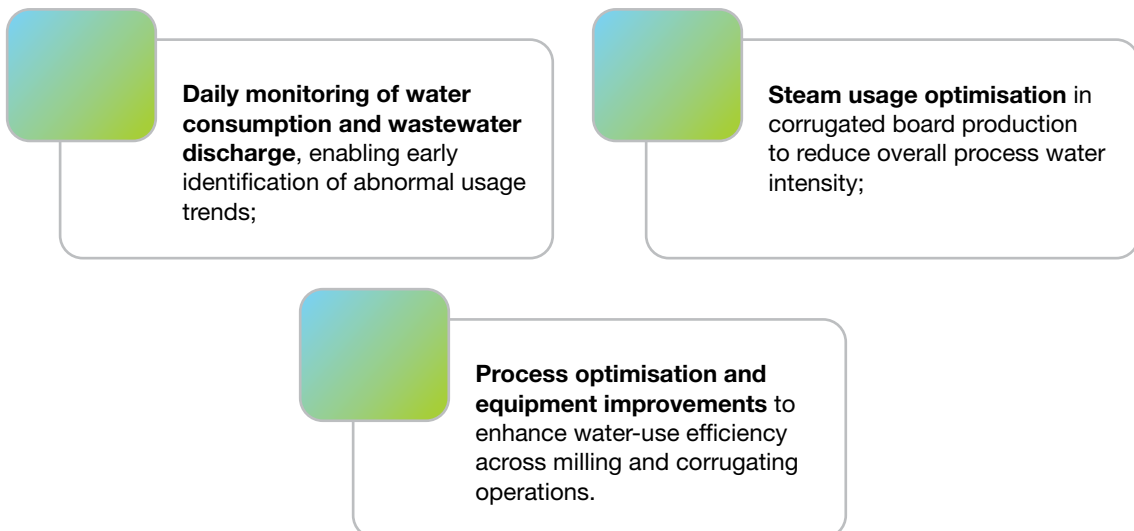 Daily monitoring of water
consumption and wastewater
discharge, enabling early
identification of abnormal usage
trends;
Steam usage optimisation in
corrugated board production
to reduce overall process water
intensity;
Process optimisation and
equipment improvements to
enhance water-use efficiency
across milling and corrugating
operations.